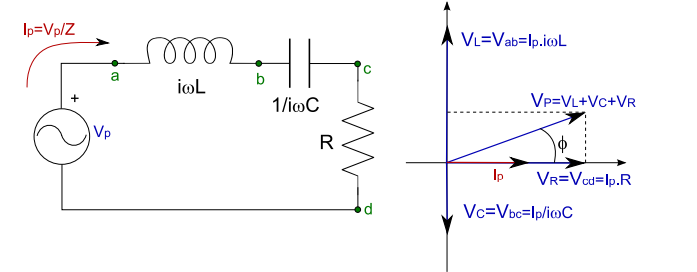 Ip=Vp/Z
a
b
c
iωL
1/iωC
+
Vp
R
d
VL=Vab=Ip.iωL
VP=VL+VC+VR
ϕ
Ip
VR=Vcd=Ip.R
VC=Vbc=Ip/iωC